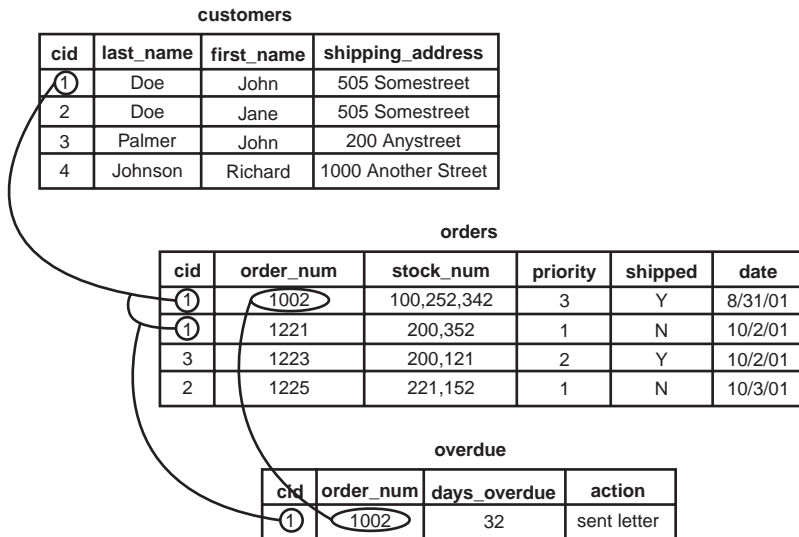 customers
cid last_name first_name shipping_address
1 Doe John 505 Somestreet
2 Doe Jane 505 Somestreet
3 Palmer John 200 Anystreet
4 Johnson Richard 1000 Another Street
orders
cid order_num stock_num priority shipped date
1 1002 100,252,342 3 Y 8/31/01
1 1221 200,352 1 N 10/2/01
3 1223 200,121 2 Y 10/2/01
2 1225 221,152 1 N 10/3/01
overdue
cid order_num days_overdue action
1 1002 32 sent letter